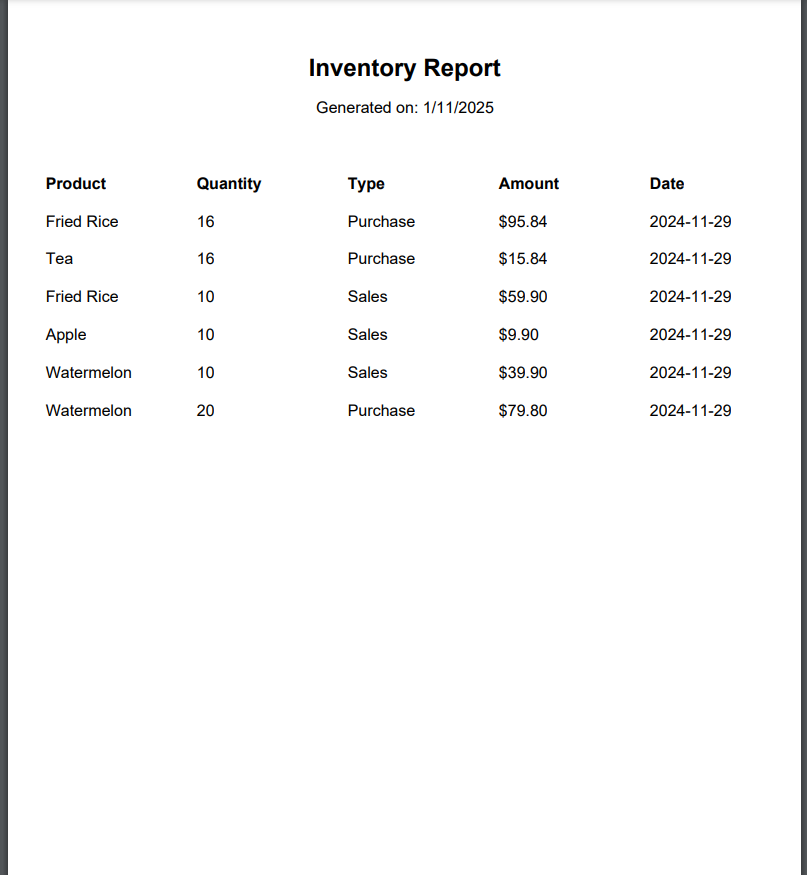 Inventory Report
Generated on: 1/11/2025
Product Quantity Type Amount Date
Fried Rice 16 Purchase $95.84 2024-11-29
Tea 16 Purchase $15.84 2024-11-29
Fried Rice 10 Sales $59.90 2024-11-29
Apple 10 Sales $9.90 2024-11-29
Watermelon 10 Sales $39.90 2024-11-29
Watermelon 20 Purchase $79.80 2024-11-29